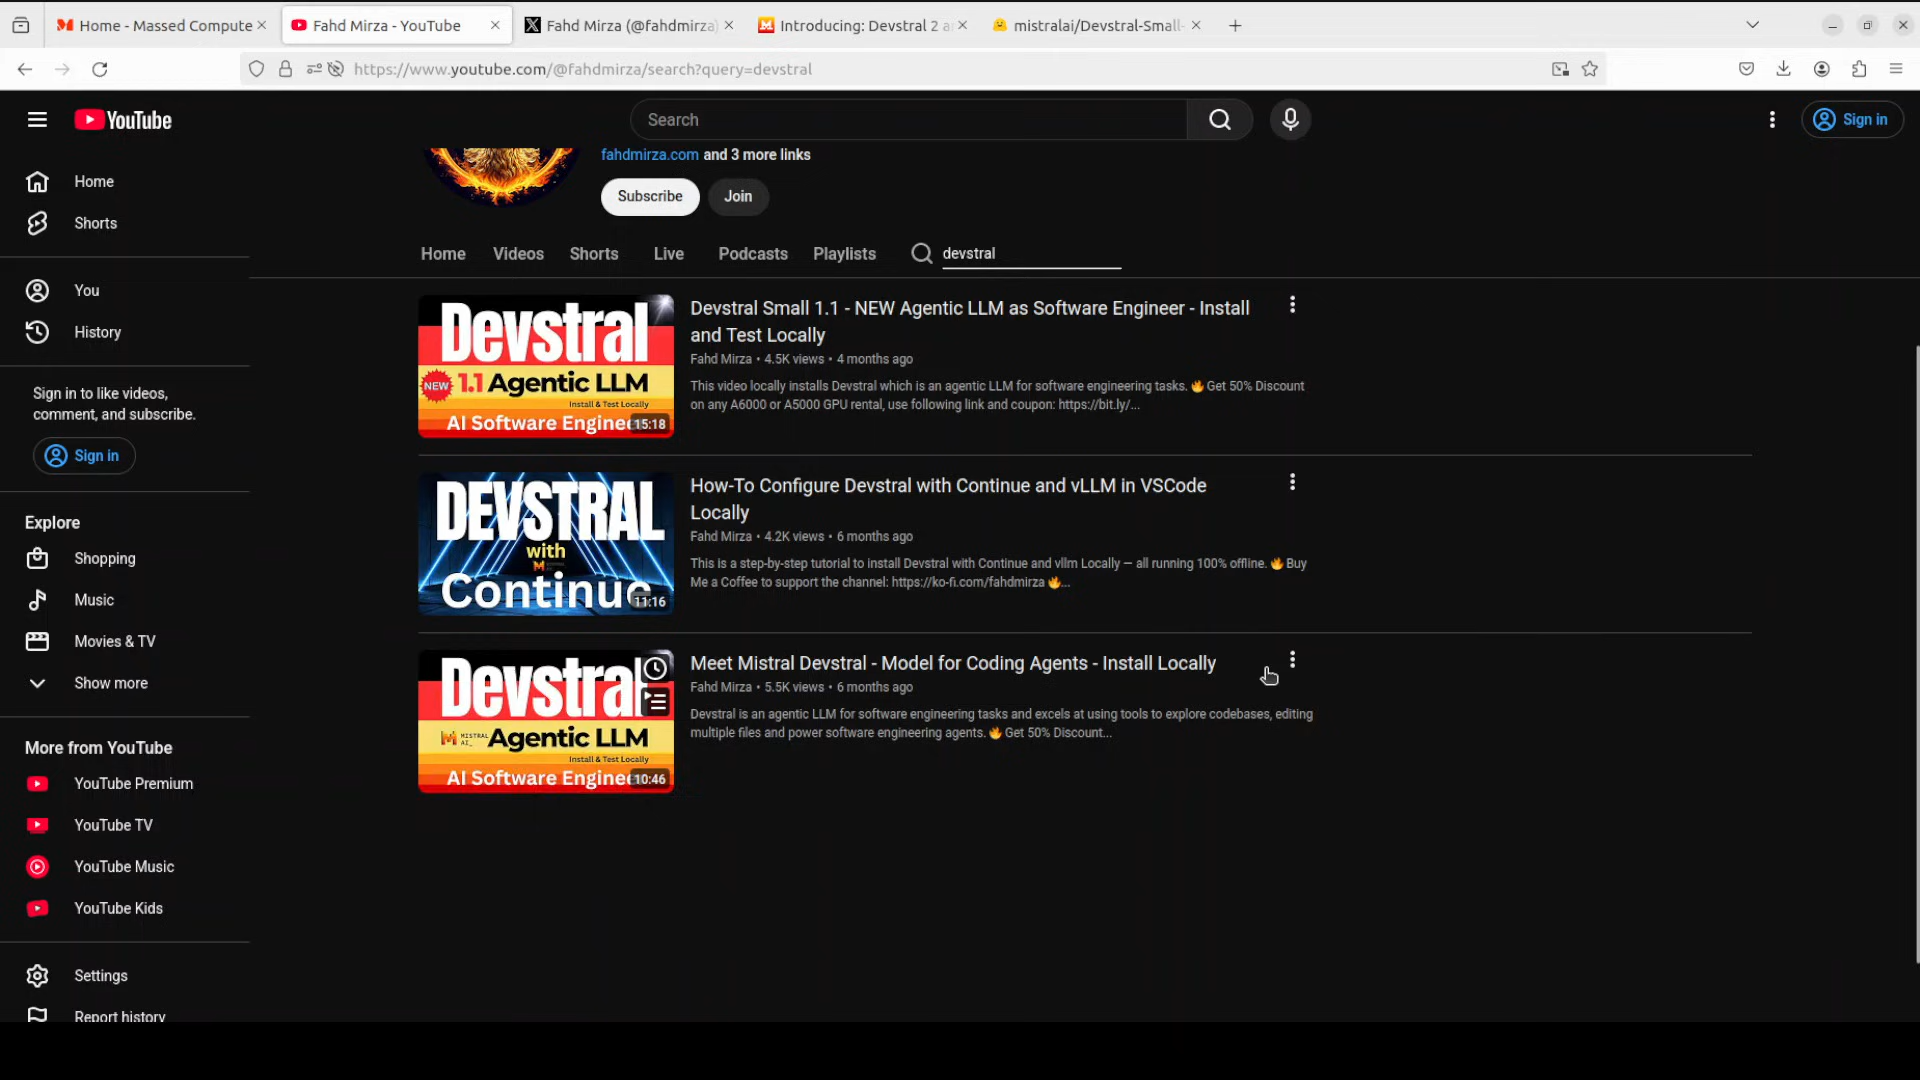 Home - Massed Compute
Fahd Mirza - YouTube
Fahd Mirza (@fahdmirza)
Introducing: Devstral 2 a
mistralai/Devstral-Small-
https://www.youtube.com/@fahdmirza/search?query=devstral
YouTube
Search
Sign in
fahdmirza.com and 3 more links
Subscribe
Join
Home
Videos
Shorts
Live
Podcasts
Playlists
devstral
Home
Shorts
You
History
Sign in to like videos,
comment, and subscribe.
Sign in
Explore
Shopping
Music
Movies & TV
Show more
More from YouTube
YouTube Premium
YouTube TV
YouTube Music
YouTube Kids
Settings
Report history
Devstral
NEW 1.1 Agentic LLM
Install & Test Locally
AI Software Enginee
15:18
Devstral Small 1.1 - NEW Agentic LLM as Software Engineer - Install
and Test Locally
Fahd Mirza • 4.5K views • 4 months ago
This video locally installs Devstral which is an agentic LLM for software engineering tasks. 🔥Get 50% Discount
on any A6000 or A5000 GPU rental, use following link and coupon: https://bit.ly/...
DEVSTRAL
with
Continue
11:16
How-To Configure Devstral with Continue and vLLM in VSCode
Locally
Fahd Mirza • 4.2K views • 6 months ago
This is a step-by-step tutorial to install Devstral with Continue and vllm Locally — all running 100% offline. 🔥Buy
Me a Coffee to support the channel: https://ko-fi.com/fahdmirza 🔥...
Devstral
MISTRAL AI_ Agentic LLM
Install & Test Locally
AI Software Enginee
10:46
Meet Mistral Devstral - Model for Coding Agents - Install Locally
Fahd Mirza • 5.5K views • 6 months ago
Devstral is an agentic LLM for software engineering tasks and excels at using tools to explore codebases, editing
multiple files and power software engineering agents. 🔥Get 50% Discount...